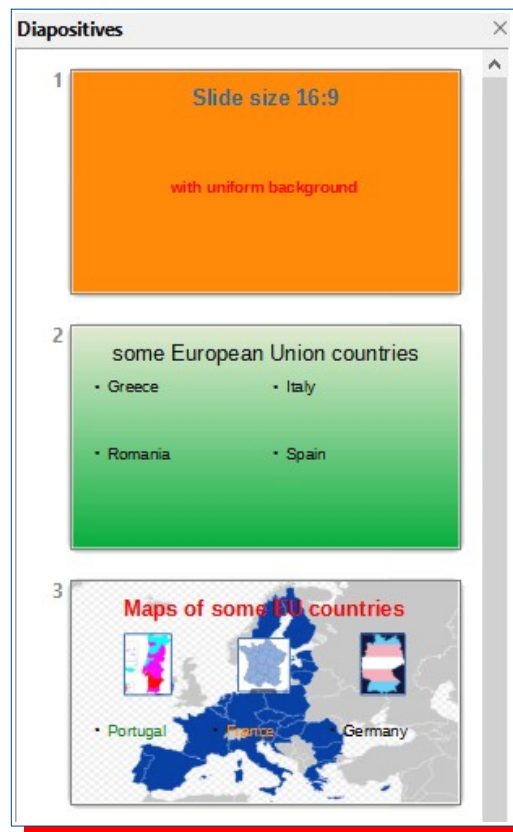 Diapositives
1
Slide size 16:9
with uniform background
2
some European Union countries
• Greece • Italy
• Romania • Spain
3
Maps of some EU countries
• Portugal • France • Germany